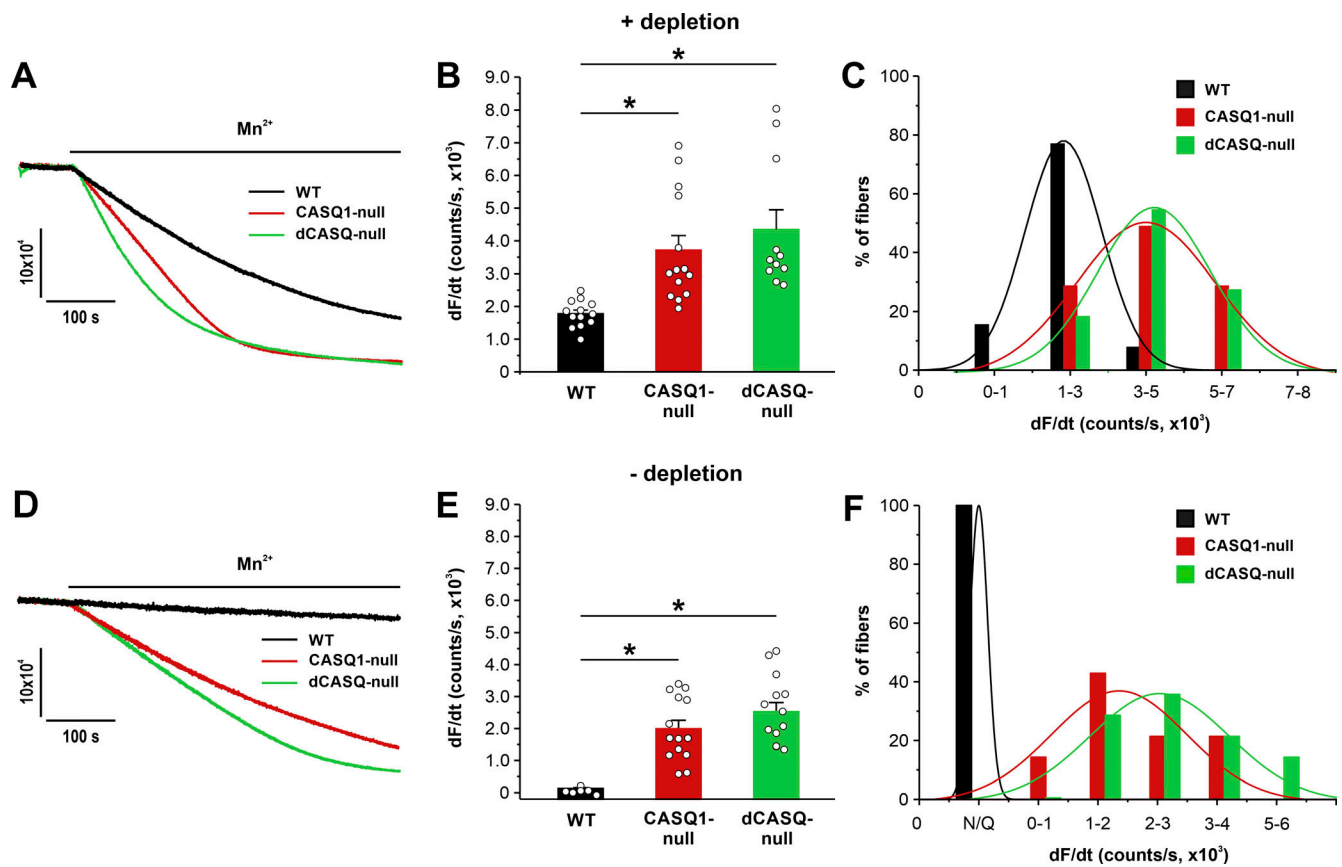 + depletion
A
Mn²⁺
WT
CASQ1-null
dCASQ-null
10x10⁴
100 s
B
dF/dt (counts/s, x10³)
9.0
8.0
7.0
6.0
5.0
4.0
3.0
2.0
1.0
0
*
*
WT
CASQ1-
null
dCASQ-
null
C
WT
CASQ1-null
dCASQ-null
% of fibers
100
80
60
40
20
0
0 0-1 1-3 3-5 5-7 7-8
dF/dt (counts/s, x10³)
- depletion
D
Mn²⁺
WT
CASQ1-null
dCASQ-null
10x10⁴
100 s
E
dF/dt (counts/s, x10³)
9.0
8.0
7.0
6.0
5.0
4.0
3.0
2.0
1.0
0
*
*
WT
CASQ1-
null
dCASQ-
null
F
WT
CASQ1-null
dCASQ-null
% of fibers
100
80
60
40
20
0
0 N/Q 0-1 1-2 2-3 3-4 5-6
dF/dt (counts/s, x10³)